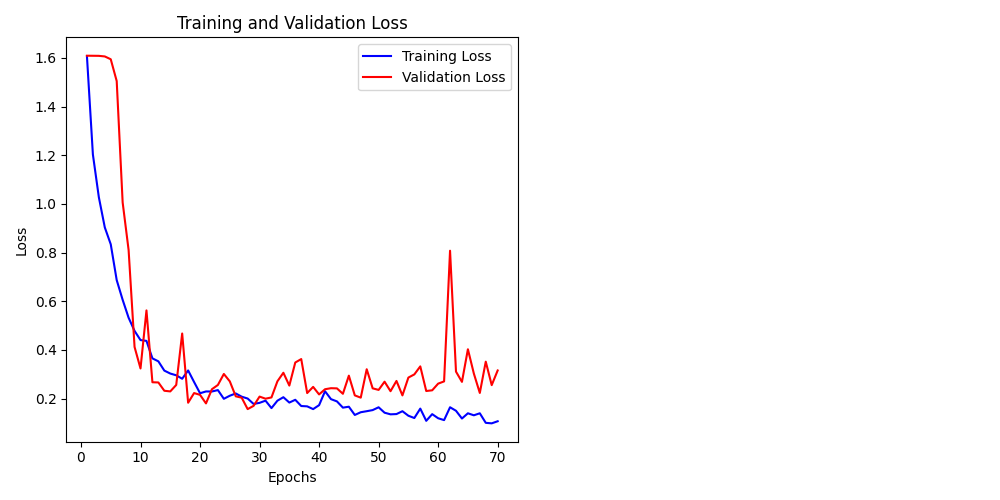 Training and Validation Loss
Training Loss
Validation Loss
1.6
1.4
1.2
1.0
0.8
0.6
0.4
0.2
Loss
0 10 20 30 40 50 60 70
Epochs